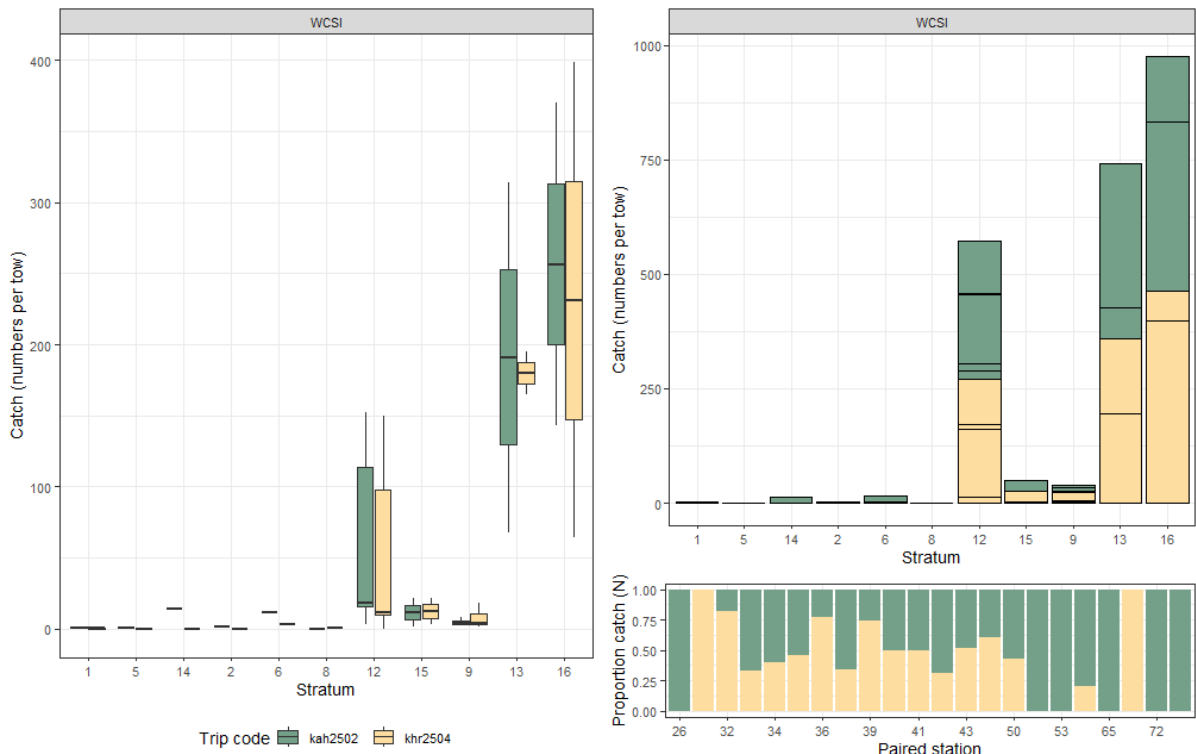 WCSI
Catch (numbers per tow)
400
300
200
100
0
1 5 14 2 6 8 12 15 9 13 16
Stratum
Trip code kah2502 khr2504
WCSI
Catch (numbers per tow)
1000
750
500
250
0
1 5 14 2 6 8 12 15 9 13 16
Stratum
Proportion catch (N)
1.00
0.75
0.50
0.25
0.00
26 32 34 36 39 41 43 50 53 65 72
Paired station